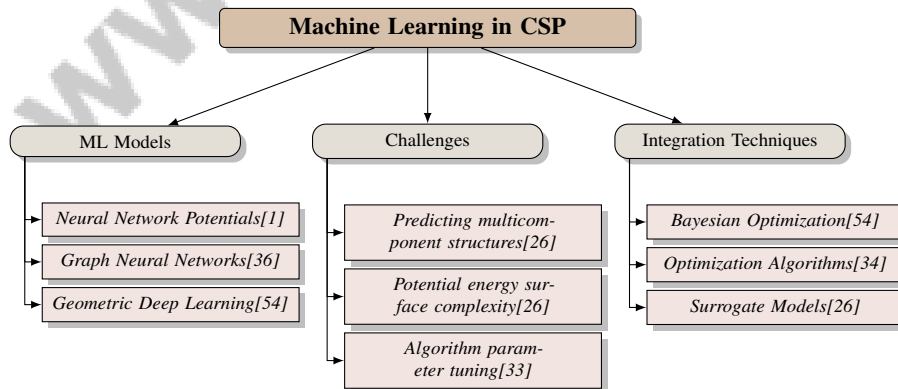 Machine Learning in CSP
ML Models
Neural Network Potentials[1]
Graph Neural Networks[36]
Geometric Deep Learning[54]
Challenges
Predicting multicom-
ponent structures[26]
Potential energy sur-
face complexity[26]
Algorithm param-
eter tuning[33]
Integration Techniques
Bayesian Optimization[54]
Optimization Algorithms[34]
Surrogate Models[26]